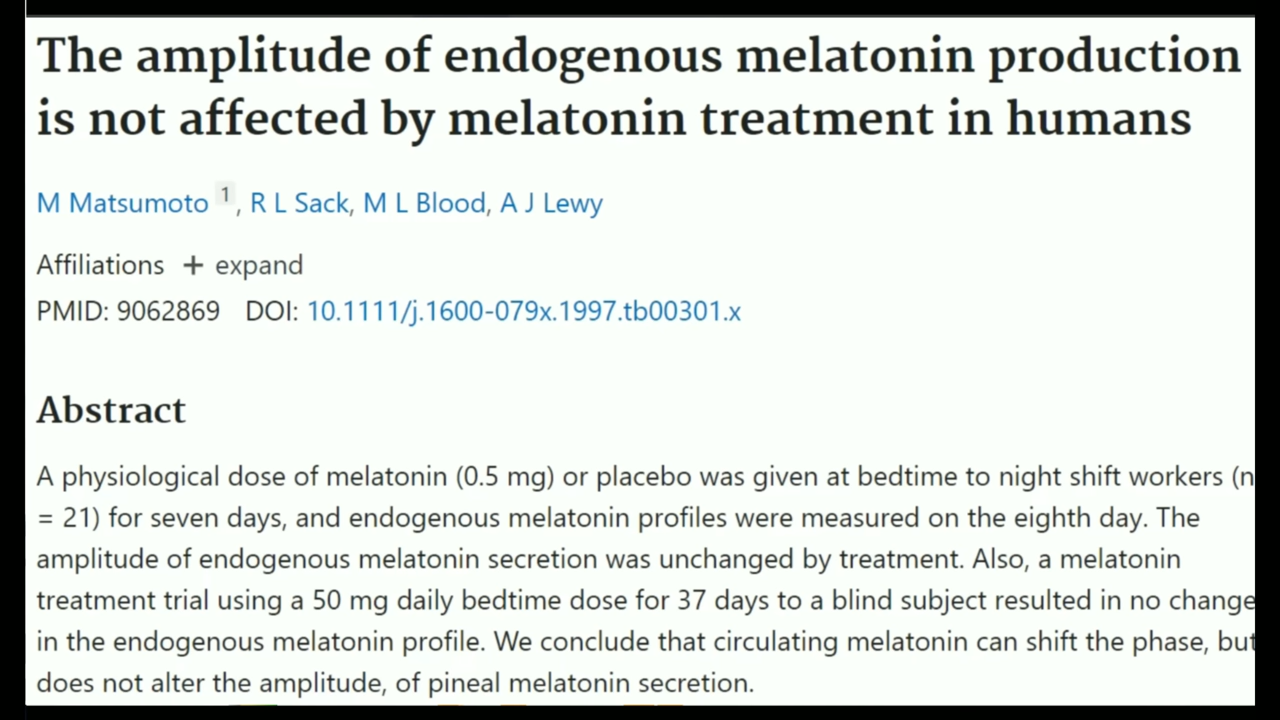 The amplitude of endogenous melatonin production
is not affected by melatonin treatment in humans
M Matsumoto 1, R L Sack, M L Blood, A J Lewy
Affiliations + expand
PMID: 9062869 DOI: 10.1111/j.1600-079x.1997.tb00301.x
Abstract
A physiological dose of melatonin (0.5 mg) or placebo was given at bedtime to night shift workers (n
= 21) for seven days, and endogenous melatonin profiles were measured on the eighth day. The
amplitude of endogenous melatonin secretion was unchanged by treatment. Also, a melatonin
treatment trial using a 50 mg daily bedtime dose for 37 days to a blind subject resulted in no change
in the endogenous melatonin profile. We conclude that circulating melatonin can shift the phase, but
does not alter the amplitude, of pineal melatonin secretion.